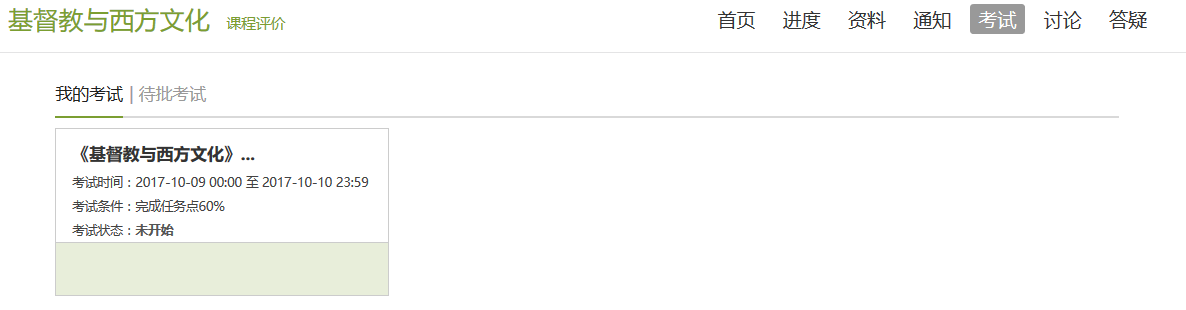 基督教与西方文化 课程评价 首页 进度 资料 通知 考试 讨论 答疑
我的考试 | 待批考试
《基督教与西方文化》...
考试时间：2017-10-09 00:00 至 2017-10-10 23:59
考试条件：完成任务点60%
考试状态：未开始